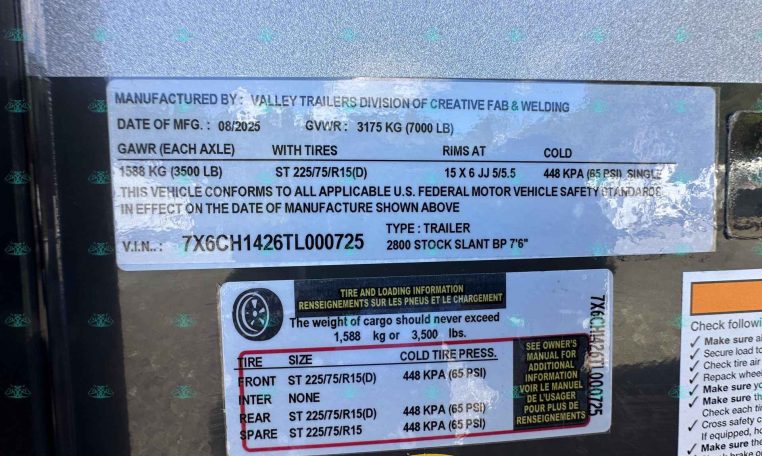 MANUFACTURED BY: VALLEY TRAILERS DIVISION OF CREATIVE FAB & WELDING
DATE OF MFG.: 08/2025 GVWR: 3175 KG (7000 LB)
GAWR (EACH AXLE) WITH TIRES RIMS AT COLD
1588 KG (3500 LB) ST 225/75/R15(D) 15 X 6 JJ 5/5.5 448 KPA (65 PSI) SINGLE
THIS VEHICLE CONFORMS TO ALL APPLICABLE U.S. FEDERAL MOTOR VEHICLE SAFETY STANDARDS
IN EFFECT ON THE DATE OF MANUFACTURE SHOWN ABOVE
V.I.N..: 7X6CH1426TL000725
TYPE: TRAILER
2800 STOCK SLANT BP 7'6"
TIRE AND LOADING INFORMATION
RENSEIGNEMENTS SUR LES PNEUS ET LE CHARGEMENT
The weight of cargo should never exceed
1,588 kg or 3,500 lbs.
TIRE SIZE COLD TIRE PRESS.
FRONT ST 225/75/R15(D) 448 KPA (65 PSI)
INTER NONE
REAR ST 225/75/R15(D) 448 KPA (65 PSI)
SPARE ST 225/75/R15 448 KPA (65 PSI)
SEE OWNER'S
MANUAL FOR
ADDITIONAL
INFORMATION
VOIR LE MANUEL
DE L'USAGER
POUR PLUS DE
RENSEIGNEMENTS
7X6CH1426TL000725
Check
Make sure
Secure load
Check tire
Repack
Make sure
Make sure
Check each
Cross safety
If equipped,
Make sure